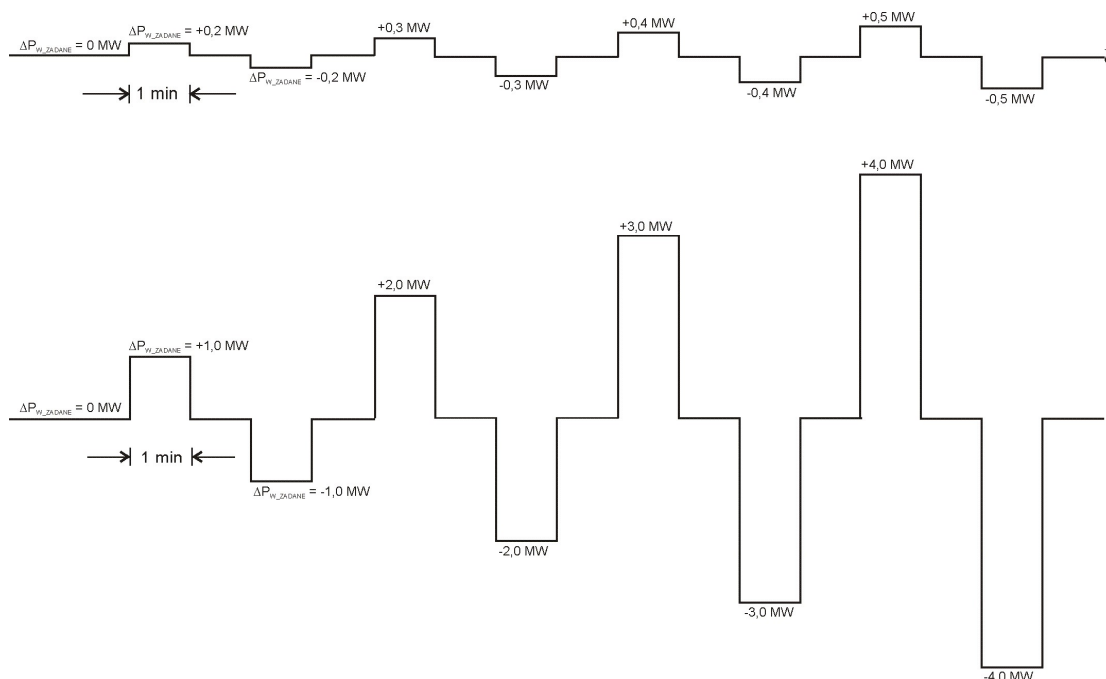 ΔP_W_ZADANE = 0 MW
ΔP_W_ZADANE = +0,2 MW
ΔP_W_ZADANE = -0,2 MW
+0,3 MW
-0,3 MW
+0,4 MW
-0,4 MW
+0,5 MW
-0,5 MW
1 min
ΔP_W_ZADANE = 0 MW
ΔP_W_ZADANE = +1,0 MW
ΔP_W_ZADANE = -1,0 MW
+2,0 MW
-2,0 MW
+3,0 MW
-3,0 MW
+4,0 MW
-4,0 MW
1 min